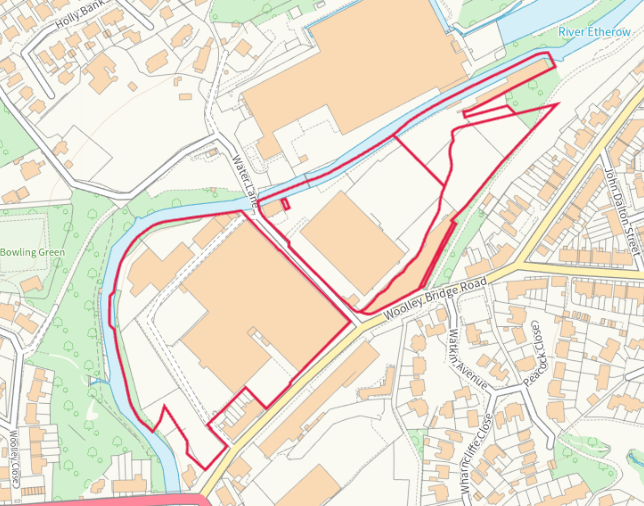 Holly Bank
River Etherow
Water Lane
John Dalton Street
Bowling Green
Woolley Bridge Road
Watkin Avenue
Peacock Close
Wharncliffe Close
Woolley Close